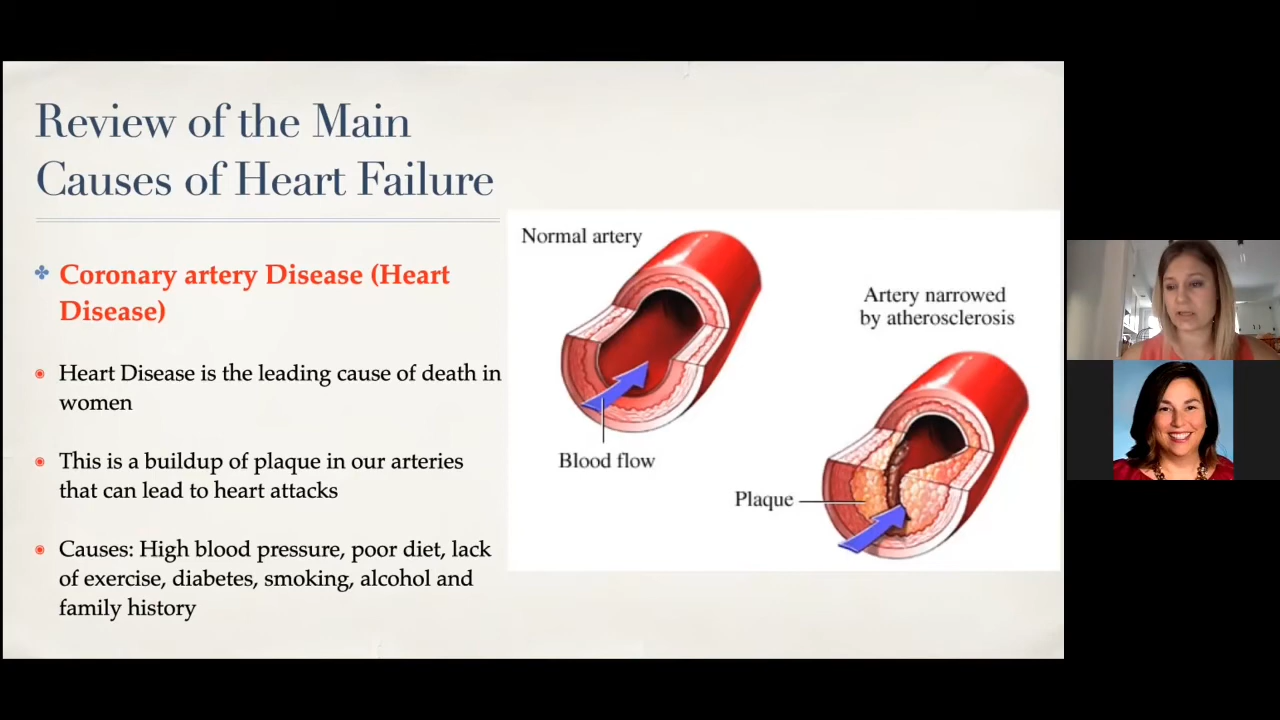 Review of the Main
Causes of Heart Failure
Coronary artery Disease (Heart
Disease)
Heart Disease is the leading cause of death in
women
This is a buildup of plaque in our arteries
that can lead to heart attacks
Causes: High blood pressure, poor diet, lack
of exercise, diabetes, smoking, alcohol and
family history
Normal artery
Blood flow
Artery narrowed
by atherosclerosis
Plaque